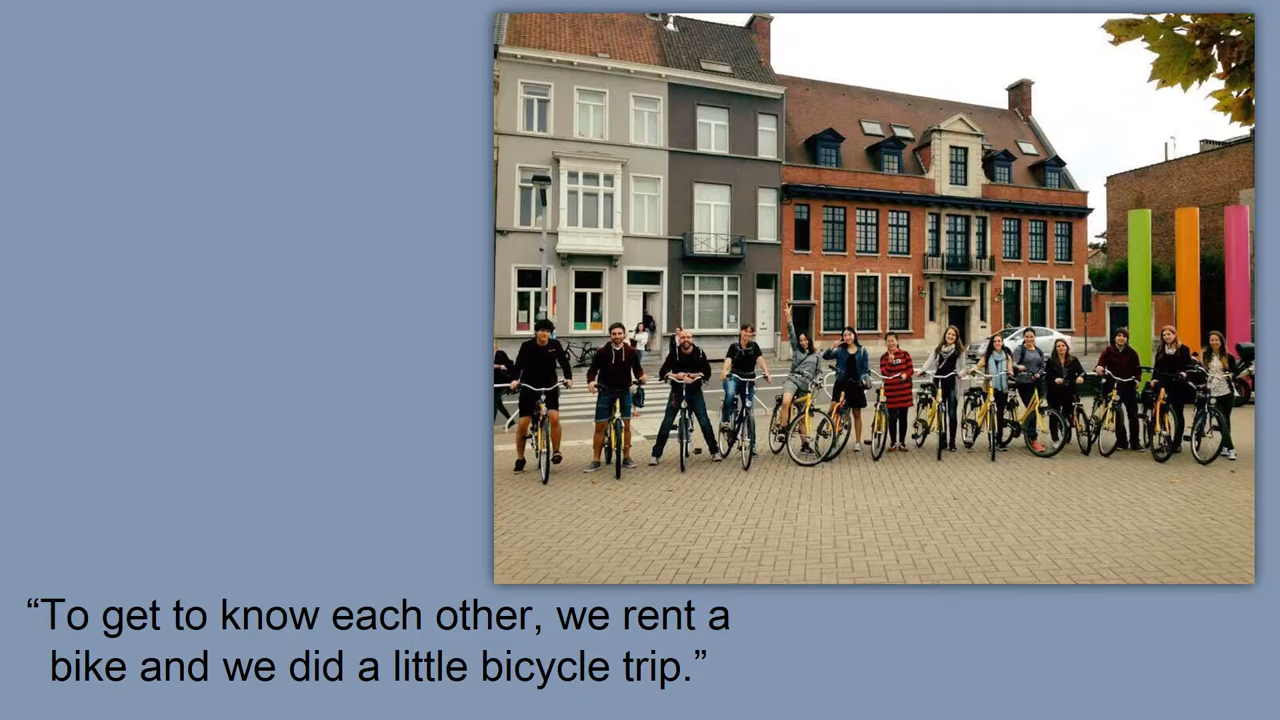 “To get to know each other, we rent a
bike and we did a little bicycle trip.”